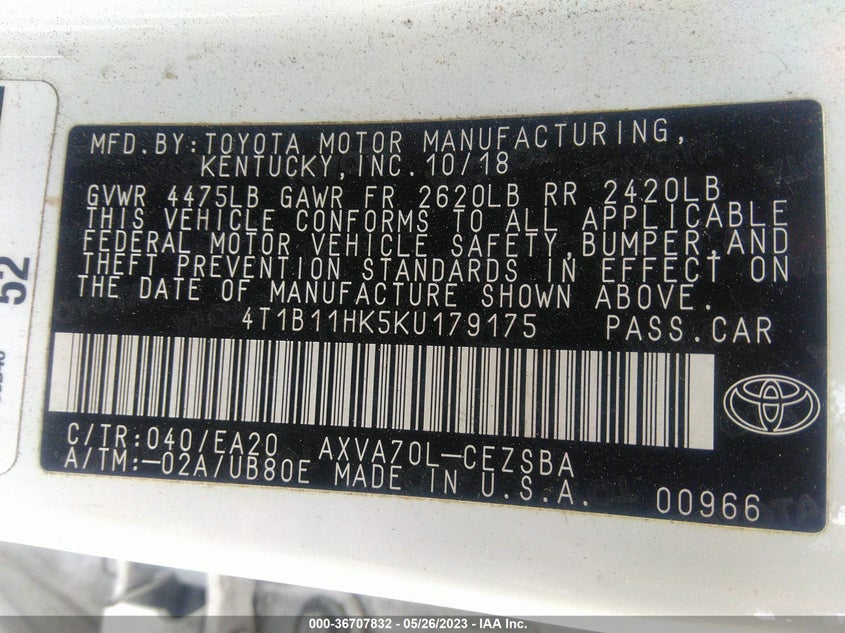 MFD.BY:TOYOTA MOTOR MANUFACTURING,
KENTUCKY,INC.10/18
GVWR 4475LB GAWR FR 2620LB RR 2420LB
THIS VEHICLE CONFORMS TO ALL APPLICABLE
FEDERAL MOTOR VEHICLE SAFETY,BUMPER,AND
THEFT PREVENTION STANDARDS IN EFFECT ON
THE DATE OF MANUFACTURE SHOWN ABOVE.
4T1B11HK5KU179175 PASS.CAR
C/TR:040/EA20 AXVA70L-CEZSBA
A/TM:-02A/UB80E MADE IN U.S.A. 00966
52
000-36707832 - 05/26/2023 - IAA Inc.